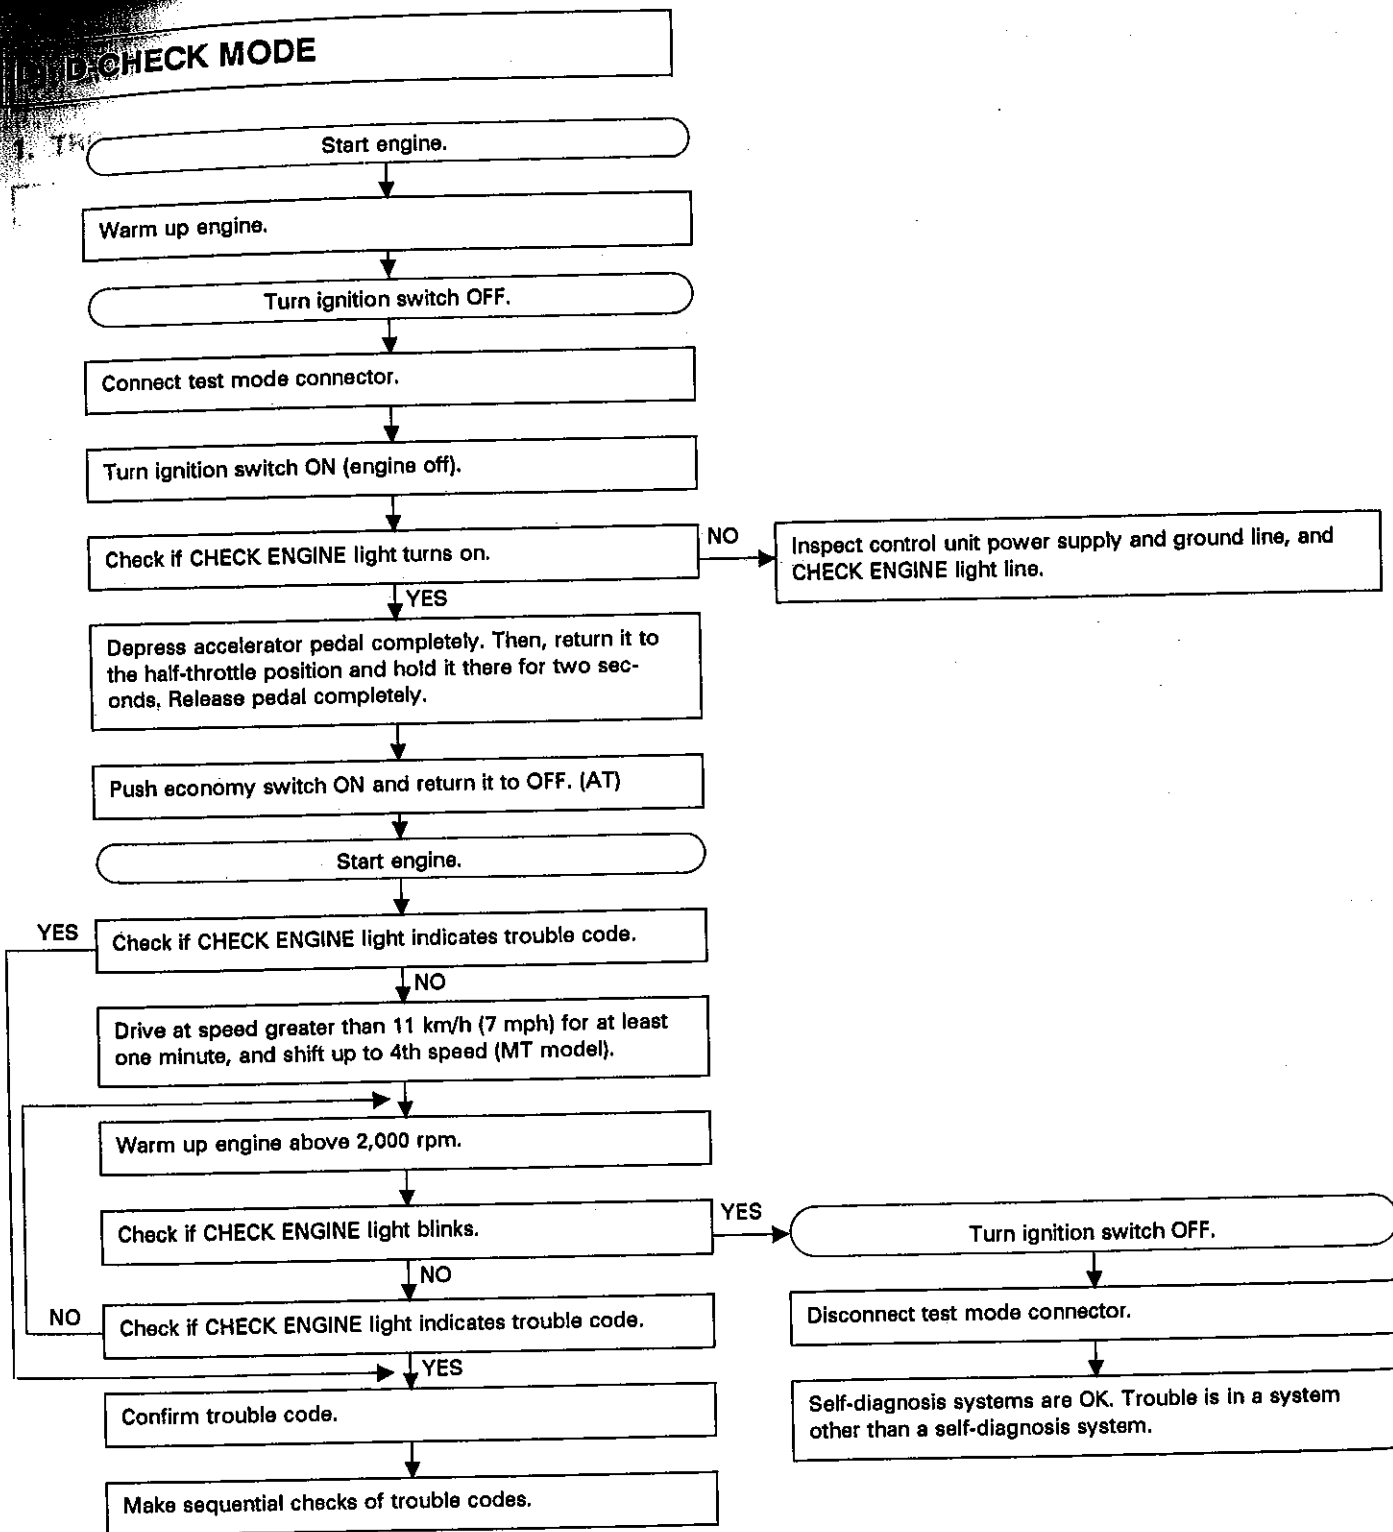 D-CHECK MODE
1.
Start engine.
Warm up engine.
Turn ignition switch OFF.
Connect test mode connector.
Turn ignition switch ON (engine off).
Check if CHECK ENGINE light turns on.
NO
Inspect control unit power supply and ground line, and
CHECK ENGINE light line.
YES
Depress accelerator pedal completely. Then, return it to
the half-throttle position and hold it there for two sec-
onds. Release pedal completely.
Push economy switch ON and return it to OFF. (AT)
Start engine.
YES
Check if CHECK ENGINE light indicates trouble code.
NO
Drive at speed greater than 11 km/h (7 mph) for at least
one minute, and shift up to 4th speed (MT model).
Warm up engine above 2,000 rpm.
Check if CHECK ENGINE light blinks.
YES
Turn ignition switch OFF.
NO
Disconnect test mode connector.
NO
Check if CHECK ENGINE light indicates trouble code.
YES
Self-diagnosis systems are OK. Trouble is in a system
other than a self-diagnosis system.
Confirm trouble code.
Make sequential checks of trouble codes.